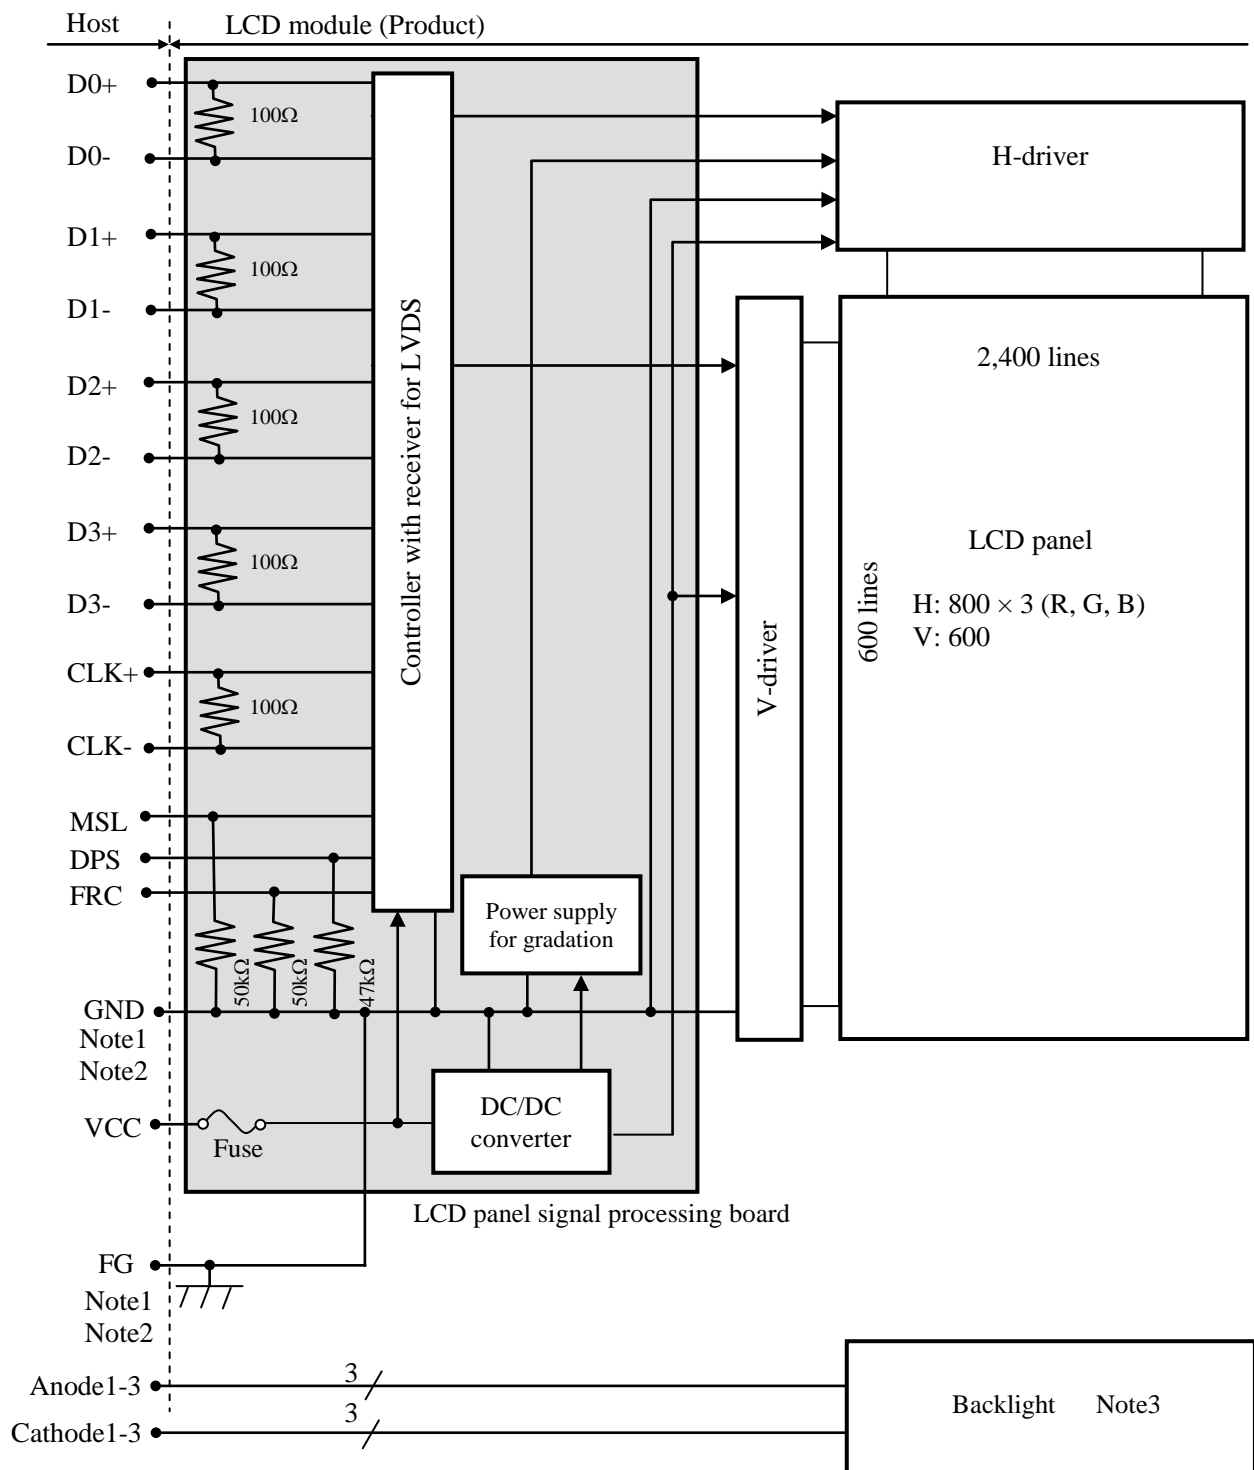 Host
LCD module (Product)
D0+
100Ω
D0-
H-driver
D1+
100Ω
D1-
D2+
100Ω
D2-
D3+
100Ω
D3-
CLK+
100Ω
CLK-
MSL
DPS
FRC
Controller with receiver for LVDS
2,400 lines
600 lines
LCD panel
H: 800 × 3 (R, G, B)
V: 600
V-driver
Power supply
for gradation
50kΩ
50kΩ
47kΩ
GND
Note1
Note2
VCC
Fuse
DC/DC
converter
LCD panel signal processing board
FG
Note1
Note2
Anode1-3
3
Cathode1-3
3
Backlight Note3